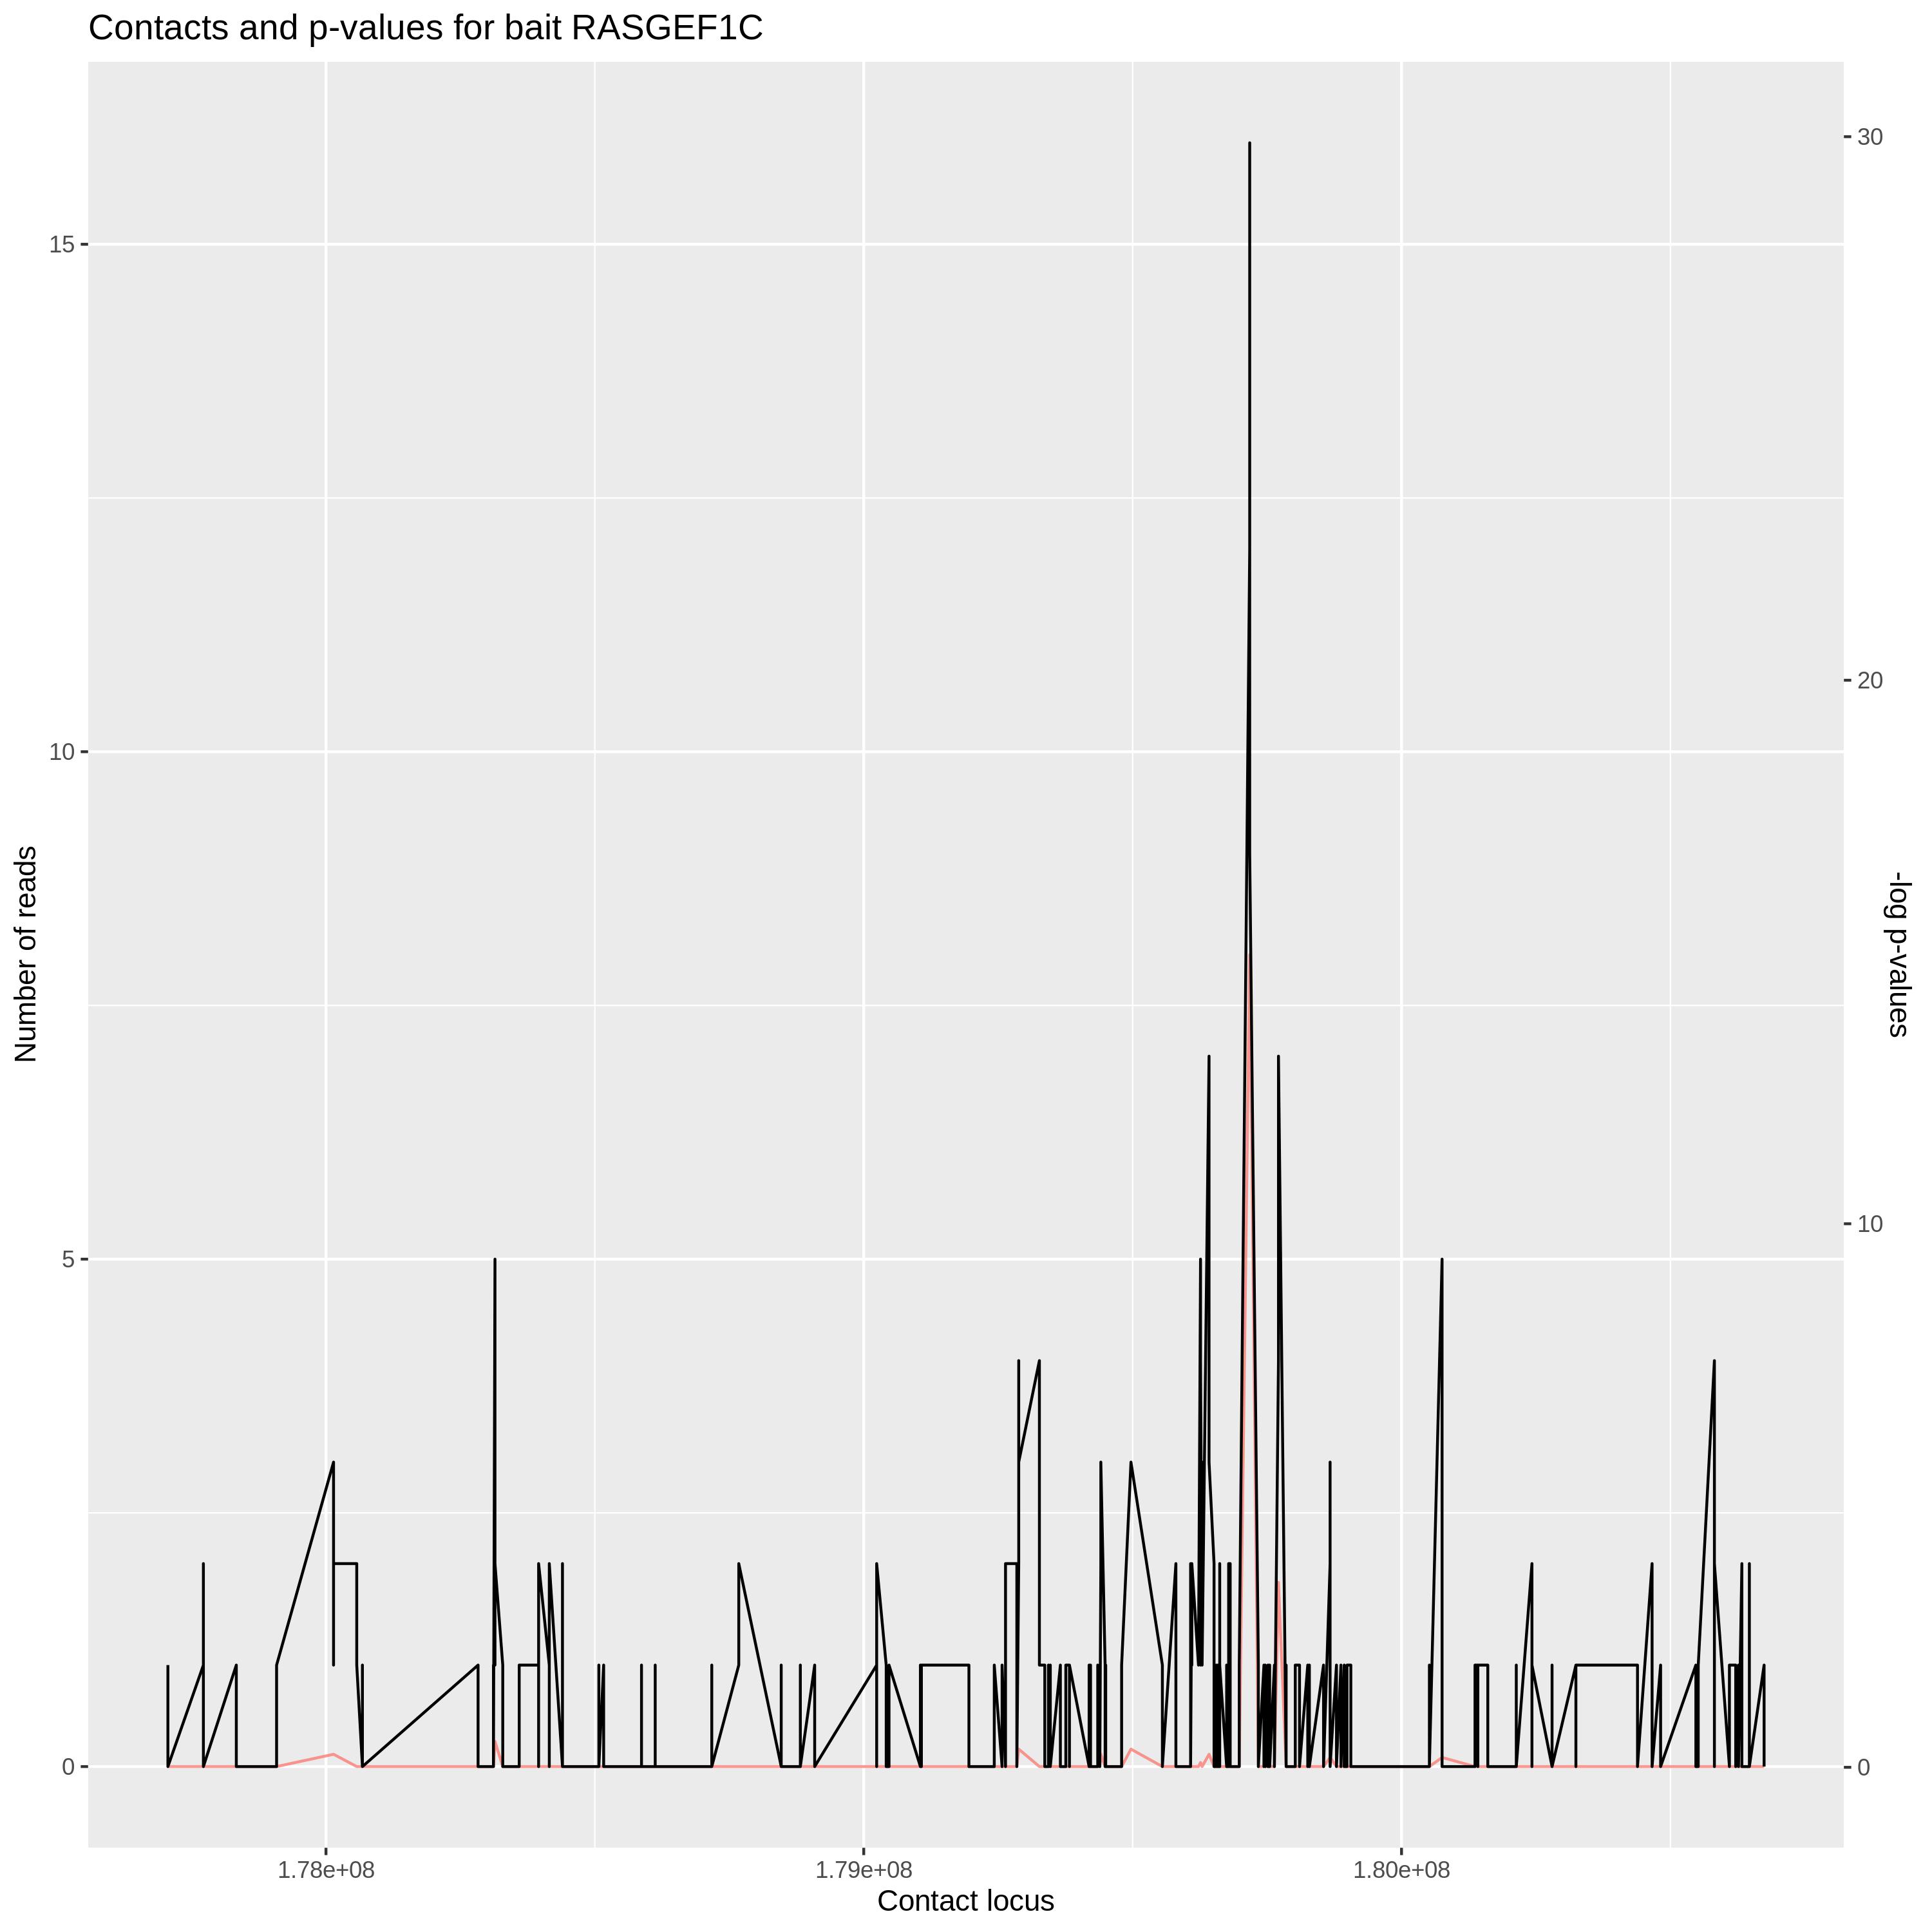 Contacts and p-values for bait RASGEF1C
Number of reads
15
10
5
0
30
20
10
0
-log p-values
1.78e+08 1.79e+08 1.80e+08
Contact locus